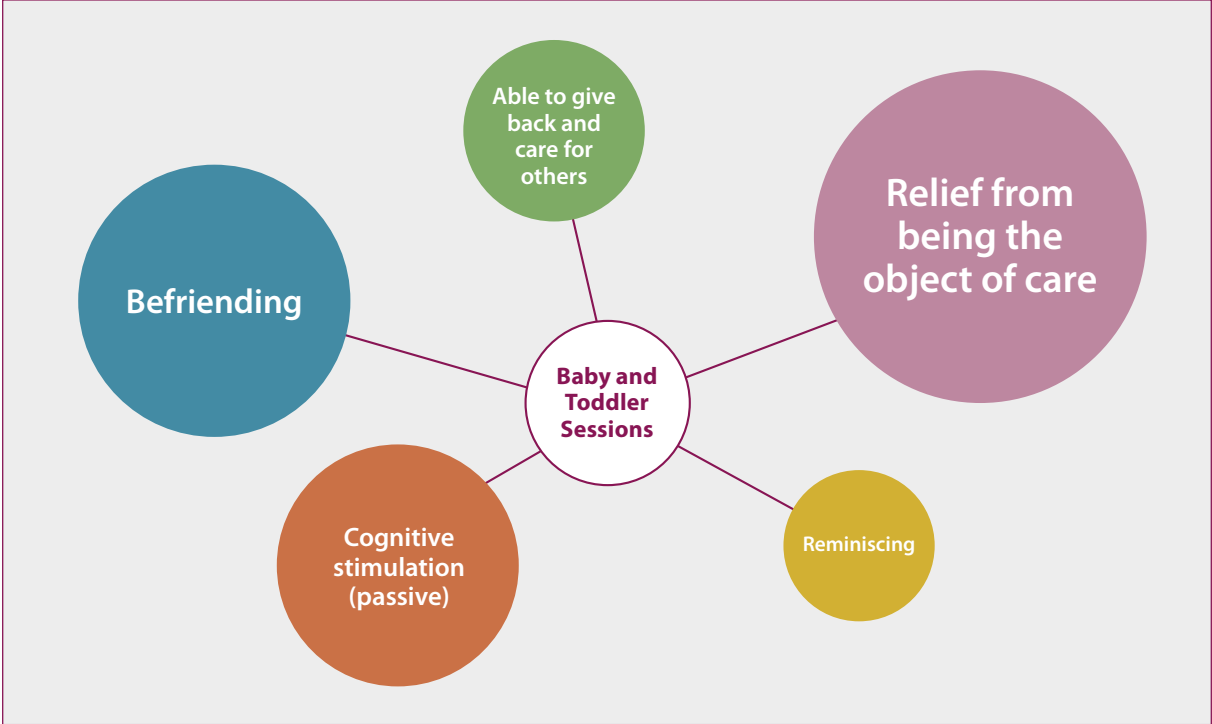 Able to give
back and
care for
others
Relief from
being the
object of care
Befriending
Baby and
Toddler
Sessions
Cognitive
stimulation
(passive)
Reminiscing